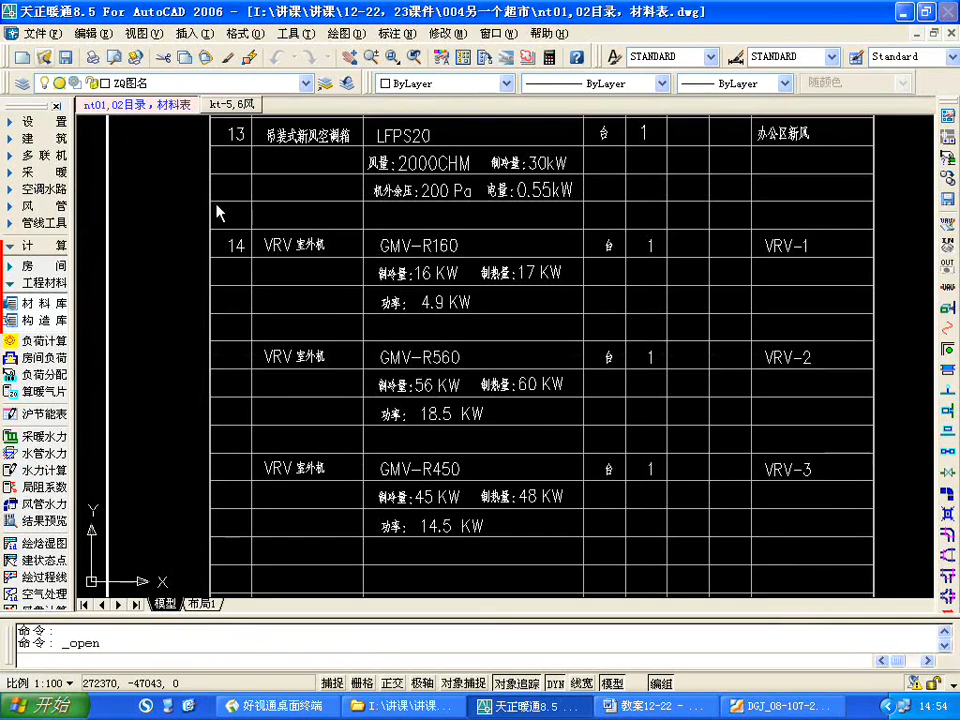 天正暖通8.5 For AutoCAD 2006 - [I:\讲课\讲课\12-22，23课件\004另一个超市\nt01,02目录，材料表.dwg]
文件(F) 编辑(E) 视图(V) 插入(I) 格式(O) 工具(T) 绘图(D) 标注(N) 修改(M) 窗口(W) 帮助(H)
STANDARD STANDARD Standard
ZQ图名 ByLayer ByLayer ByLayer 随颜色
nt01,02目录，材料表 kt-5,6风
设 置
建 筑
多联机
采 暖
空调水路
风 管
管线工具
计 算
房 间
工程材料
材 料 库
构 造 库
负荷计算
房间负荷
负荷分配
算暖气片
沪节能表
采暖水力
水管水力
水力计算
局阻系数
风管水力
结果预览
绘焓湿图
建状态点
绘过程线
空气处理
13 吊装式新风空调箱 LFPS20 台 1 办公区新风
风量:2000CHM 制冷量:30kW
机外余压:200 Pa 电量:0.55kW
14 VRV 室外机 GMV-R160 台 1 VRV-1
制冷量:16 KW 制热量:17 KW
功率: 4.9 KW
VRV 室外机 GMV-R560 台 1 VRV-2
制冷量:56 KW 制热量:60 KW
功率: 18.5 KW
VRV 室外机 GMV-R450 台 1 VRV-3
制冷量:45 KW 制热量:48 KW
功率: 14.5 KW
Y
X
模型 布局1
命令:
命令: _open
比例 1:100 272370, -47043, 0 捕捉 栅格 正交 极轴 对象捕捉 对象追踪 DYN 线宽 模型 编组
开始 好视通桌面终端 I:\讲课\讲课... 天正暖通8.5 ... 教案12-22 - ... DGJ_08-107-2... 14:54